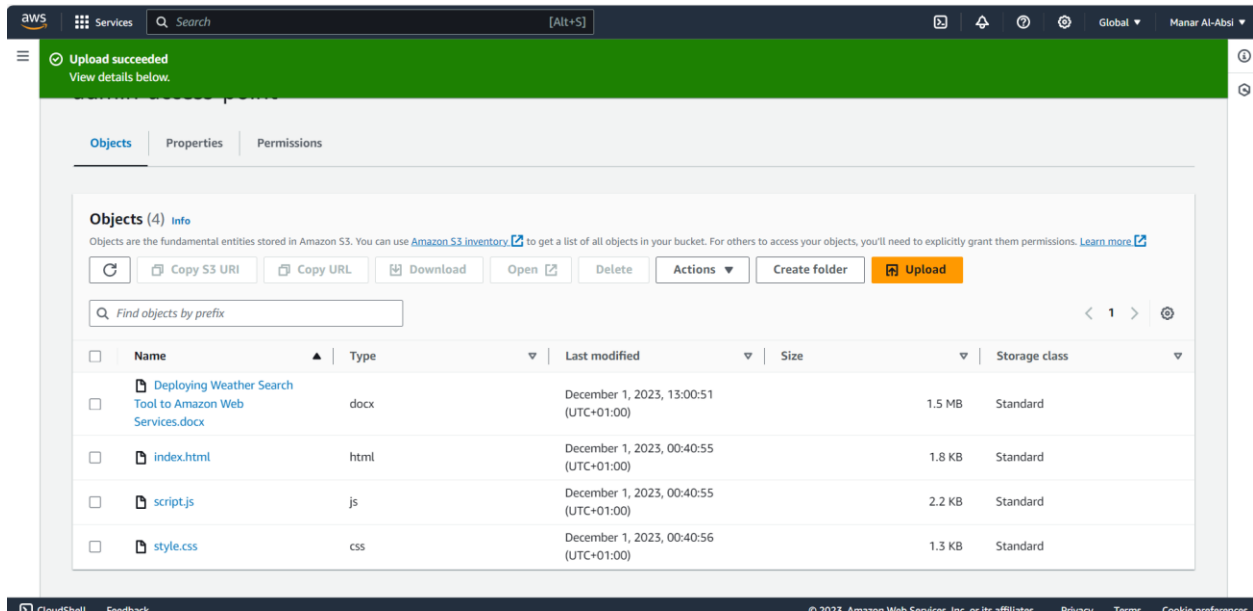 aws Services Search [Alt+S] Global ▼ Manar Al-Absi ▼
Upload succeeded
View details below.
admin-access-point
Objects Properties Permissions
Objects (4) Info
Objects are the fundamental entities stored in Amazon S3. You can use Amazon S3 inventory to get a list of all objects in your bucket. For others to access your objects, you'll need to explicitly grant them permissions. Learn more
Copy S3 URI Copy URL Download Open Delete Actions ▼ Create folder Upload
Find objects by prefix < 1 >
Name ▲ Type Last modified Size Storage class
Deploying Weather Search
Tool to Amazon Web
Services.docx
docx
December 1, 2023, 13:00:51
(UTC+01:00)
1.5 MB Standard
index.html html
December 1, 2023, 00:40:55
(UTC+01:00)
1.8 KB Standard
script.js js
December 1, 2023, 00:40:55
(UTC+01:00)
2.2 KB Standard
style.css css
December 1, 2023, 00:40:56
(UTC+01:00)
1.3 KB Standard
CloudShell Feedback © 2023, Amazon Web Services, Inc. or its affiliates. Privacy Terms Cookie preferences